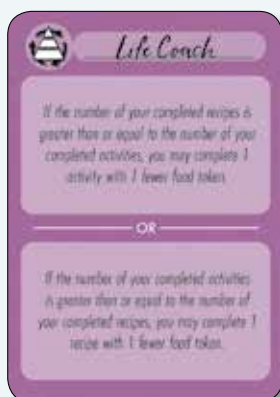 Life Coach
If the number of your completed recipes is
greater than or equal to the number of your
completed activities, you may complete 1
activity with 1 fewer food token.
OR
If the number of your completed activities
is greater than or equal to the number of
your completed recipes, you may complete 1
recipe with 1 fewer food token.